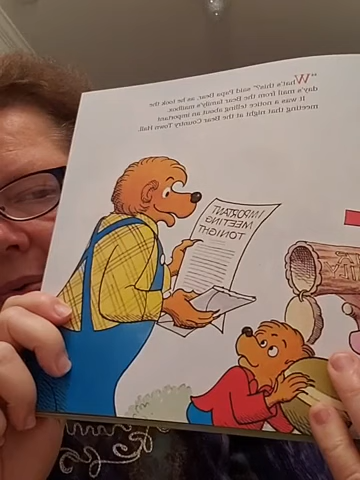 "What's this?" said Papa Bear, as he took the
day's mail from the Bear family's mailbox.
It was a notice telling about an important
meeting that night at the Bear Country Town Hall.
IMPORTANT
MEETING
TONIGHT